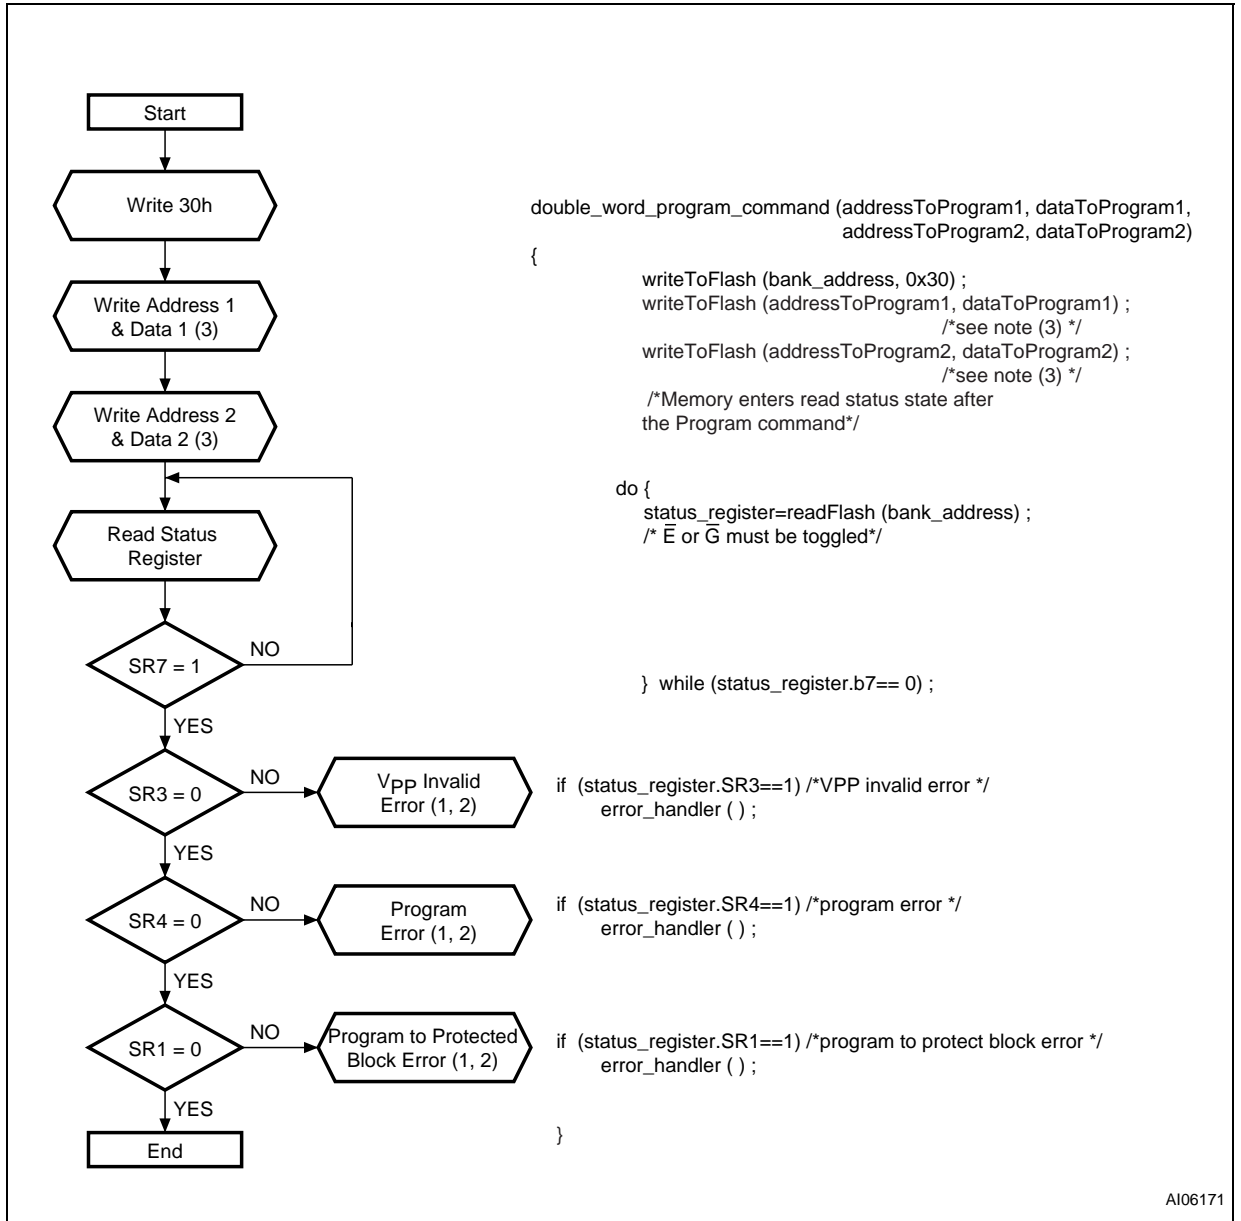 Start
Write 30h
Write Address 1
& Data 1 (3)
Write Address 2
& Data 2 (3)
Read Status
Register
SR7 = 1
NO
YES
SR3 = 0
NO
VPP Invalid
Error (1, 2)
YES
SR4 = 0
NO
Program
Error (1, 2)
YES
SR1 = 0
NO
Program to Protected
Block Error (1, 2)
YES
End
double_word_program_command (addressToProgram1, dataToProgram1,
addressToProgram2, dataToProgram2)
{
writeToFlash (bank_address, 0x30) ;
writeToFlash (addressToProgram1, dataToProgram1) ;
/*see note (3) */
writeToFlash (addressToProgram2, dataToProgram2) ;
/*see note (3) */
/*Memory enters read status state after
the Program command*/
do {
status_register=readFlash (bank_address) ;
/* E̅ or G̅ must be toggled*/
} while (status_register.b7== 0) ;
if (status_register.SR3==1) /*VPP invalid error */
error_handler ( ) ;
if (status_register.SR4==1) /*program error */
error_handler ( ) ;
if (status_register.SR1==1) /*program to protect block error */
error_handler ( ) ;
}
AI06171